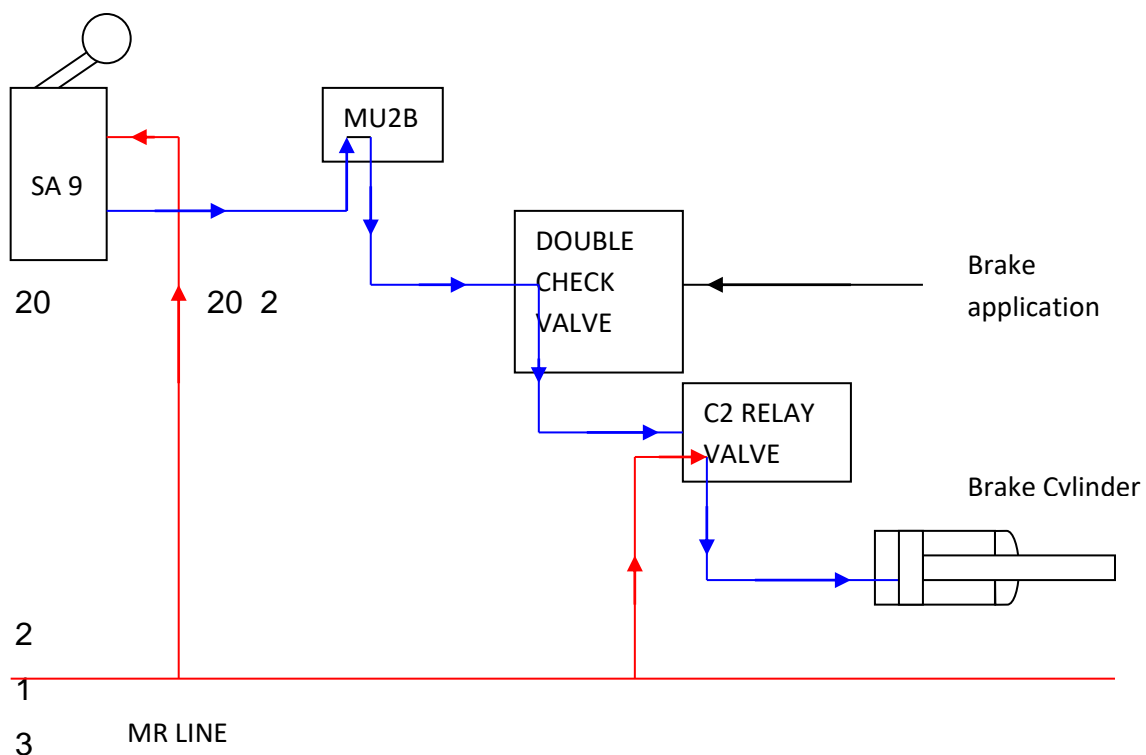 MU2B
SA 9
DOUBLE
CHECK
VALVE
Brake
application
20
20 2
C2 RELAY
VALVE
Brake Cylinder
2
1
3
MR LINE